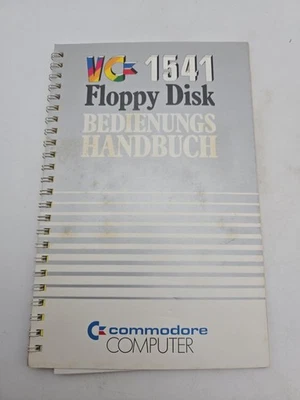 VC 1541
Floppy Disk
BEDIENUNGS
HANDBUCH
commodore
COMPUTER